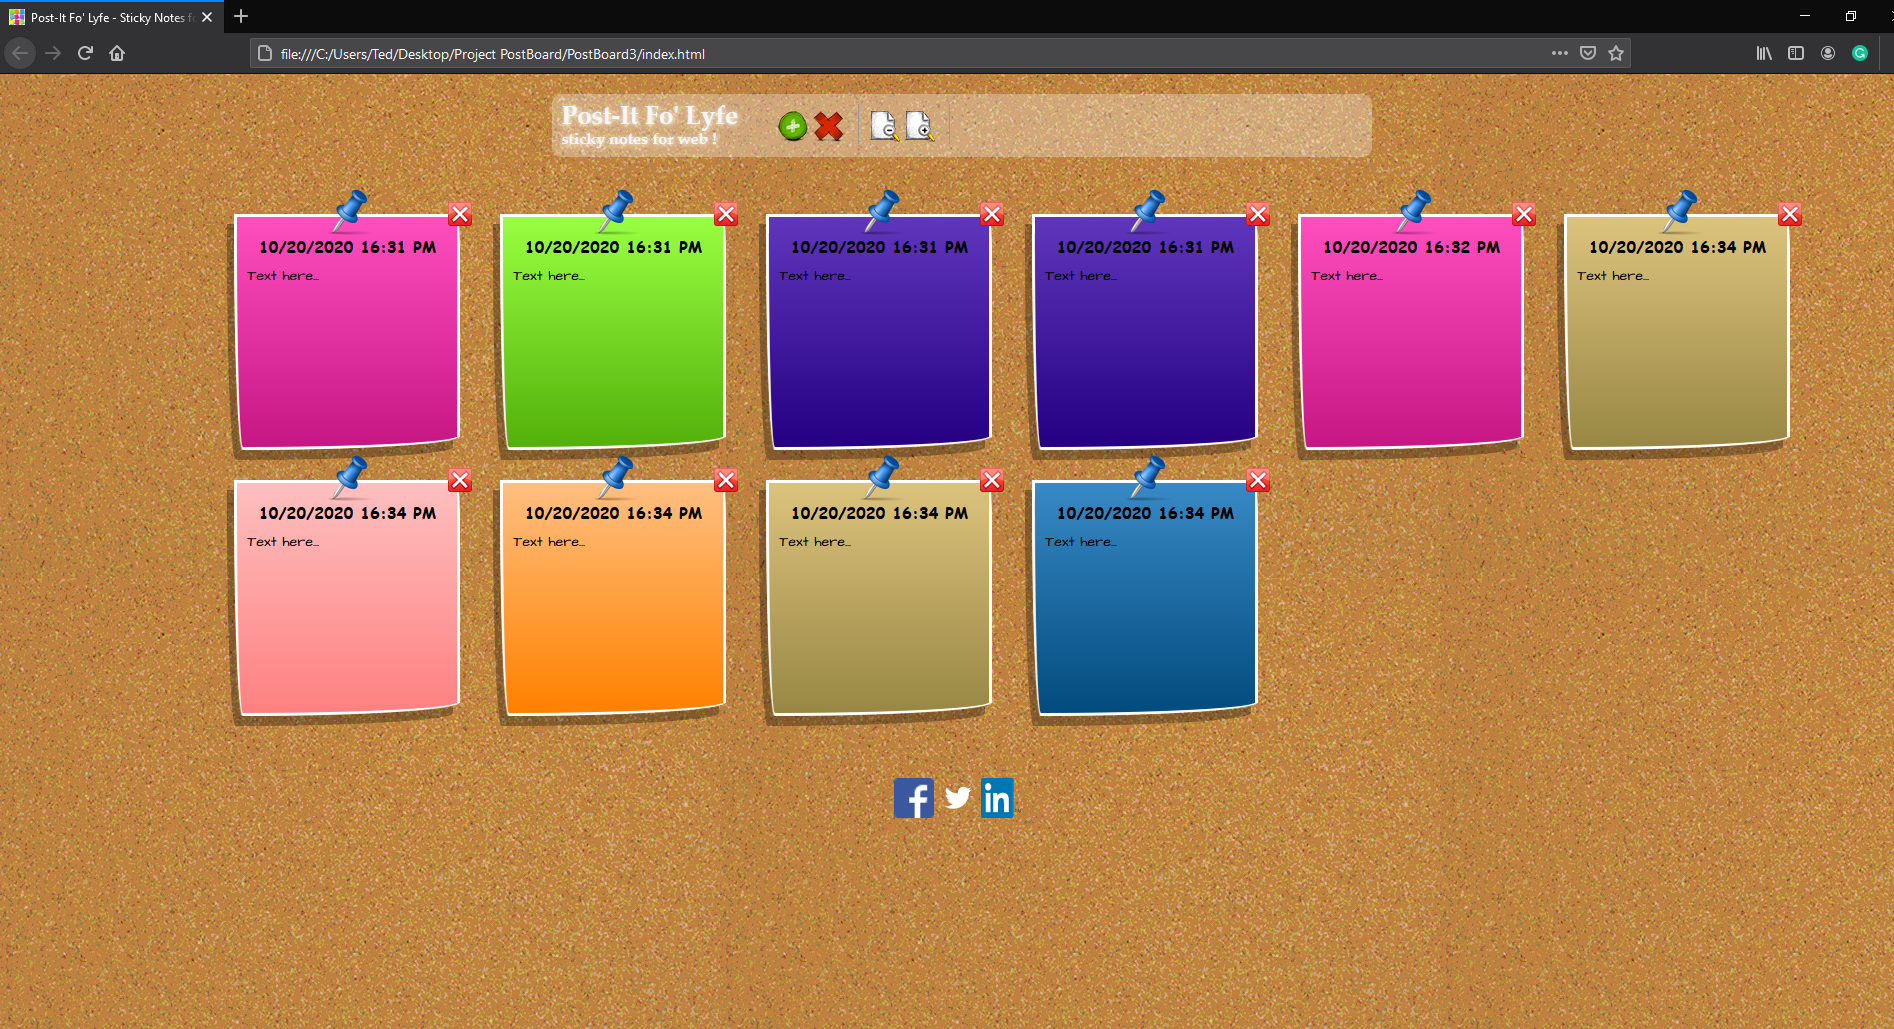 Post-It Fo' Lyfe - Sticky Notes f
file:///C:/Users/Ted/Desktop/Project PostBoard/PostBoard3/index.html
Post-It Fo' Lyfe
sticky notes for web !
10/20/2020 16:31 PM
Text here...
10/20/2020 16:31 PM
Text here...
10/20/2020 16:31 PM
Text here...
10/20/2020 16:31 PM
Text here...
10/20/2020 16:32 PM
Text here...
10/20/2020 16:34 PM
Text here...
10/20/2020 16:34 PM
Text here...
10/20/2020 16:34 PM
Text here...
10/20/2020 16:34 PM
Text here...
10/20/2020 16:34 PM
Text here...
f
in